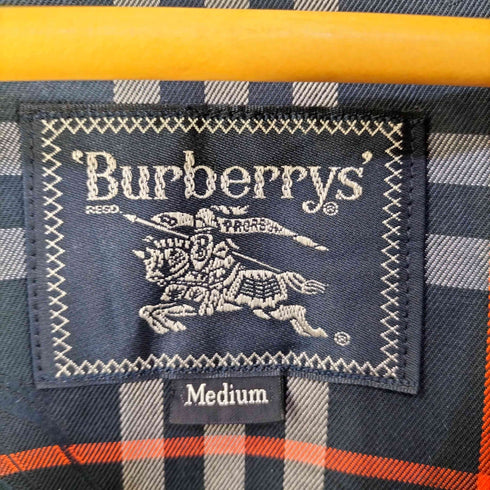 'Burberrys'®
REGD.
PRORSUM
®
Medium